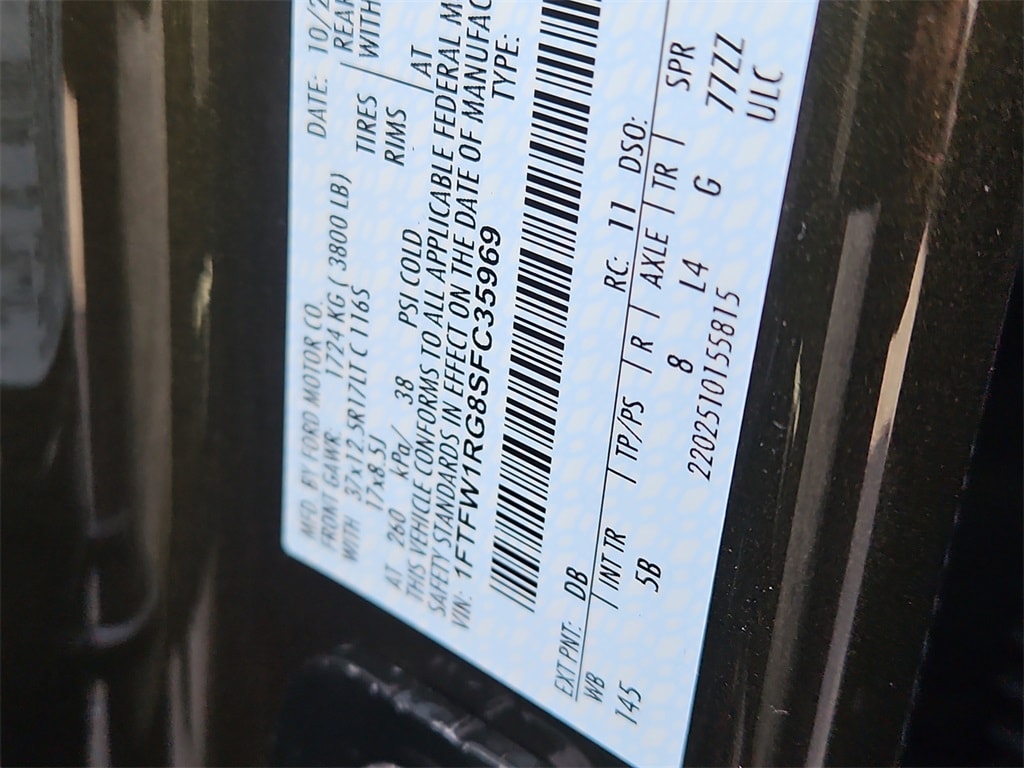 MFD. BY FORD MOTOR CO.
DATE: 10/2
FRONT GAWR: 1724 KG ( 3800 LB)
REAR
WITH 37x12.5R17LT C 116S
TIRES
WITH
17x8.5J
RIMS
AT 260 kPa/ 38 PSI COLD
AT
THIS VEHICLE CONFORMS TO ALL APPLICABLE FEDERAL M
SAFETY STANDARDS IN EFFECT ON THE DATE OF MANUFAC
VIN: 1FTFW1RG8SFC35969
TYPE:
EXT PNT: DB
RC: 11 DSO:
WB | INT TR | TP/PS | R | AXLE | TR | SPR
145 5B 8 L4 G 77ZZ
2202510155815 ULC